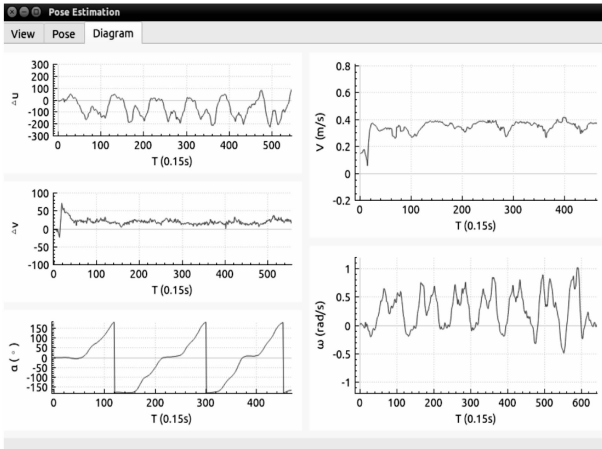 Pose Estimation
View Pose Diagram
300
200
100
0
-100
-200
-300
△u
0 100 200 300 400 500
T (0.15s)
100
50
0
-50
-100
△v
0 100 200 300 400 500
T (0.15s)
150
100
50
0
-50
-100
-150
α ( ° )
0 100 200 300 400
T (0.15s)
0.8
0.6
0.4
0.2
0
-0.2
V (m/s)
0 100 200 300 400
T (0.15s)
1
0.5
0
-0.5
-1
ω (rad/s)
0 100 200 300 400 500 600
T (0.15s)